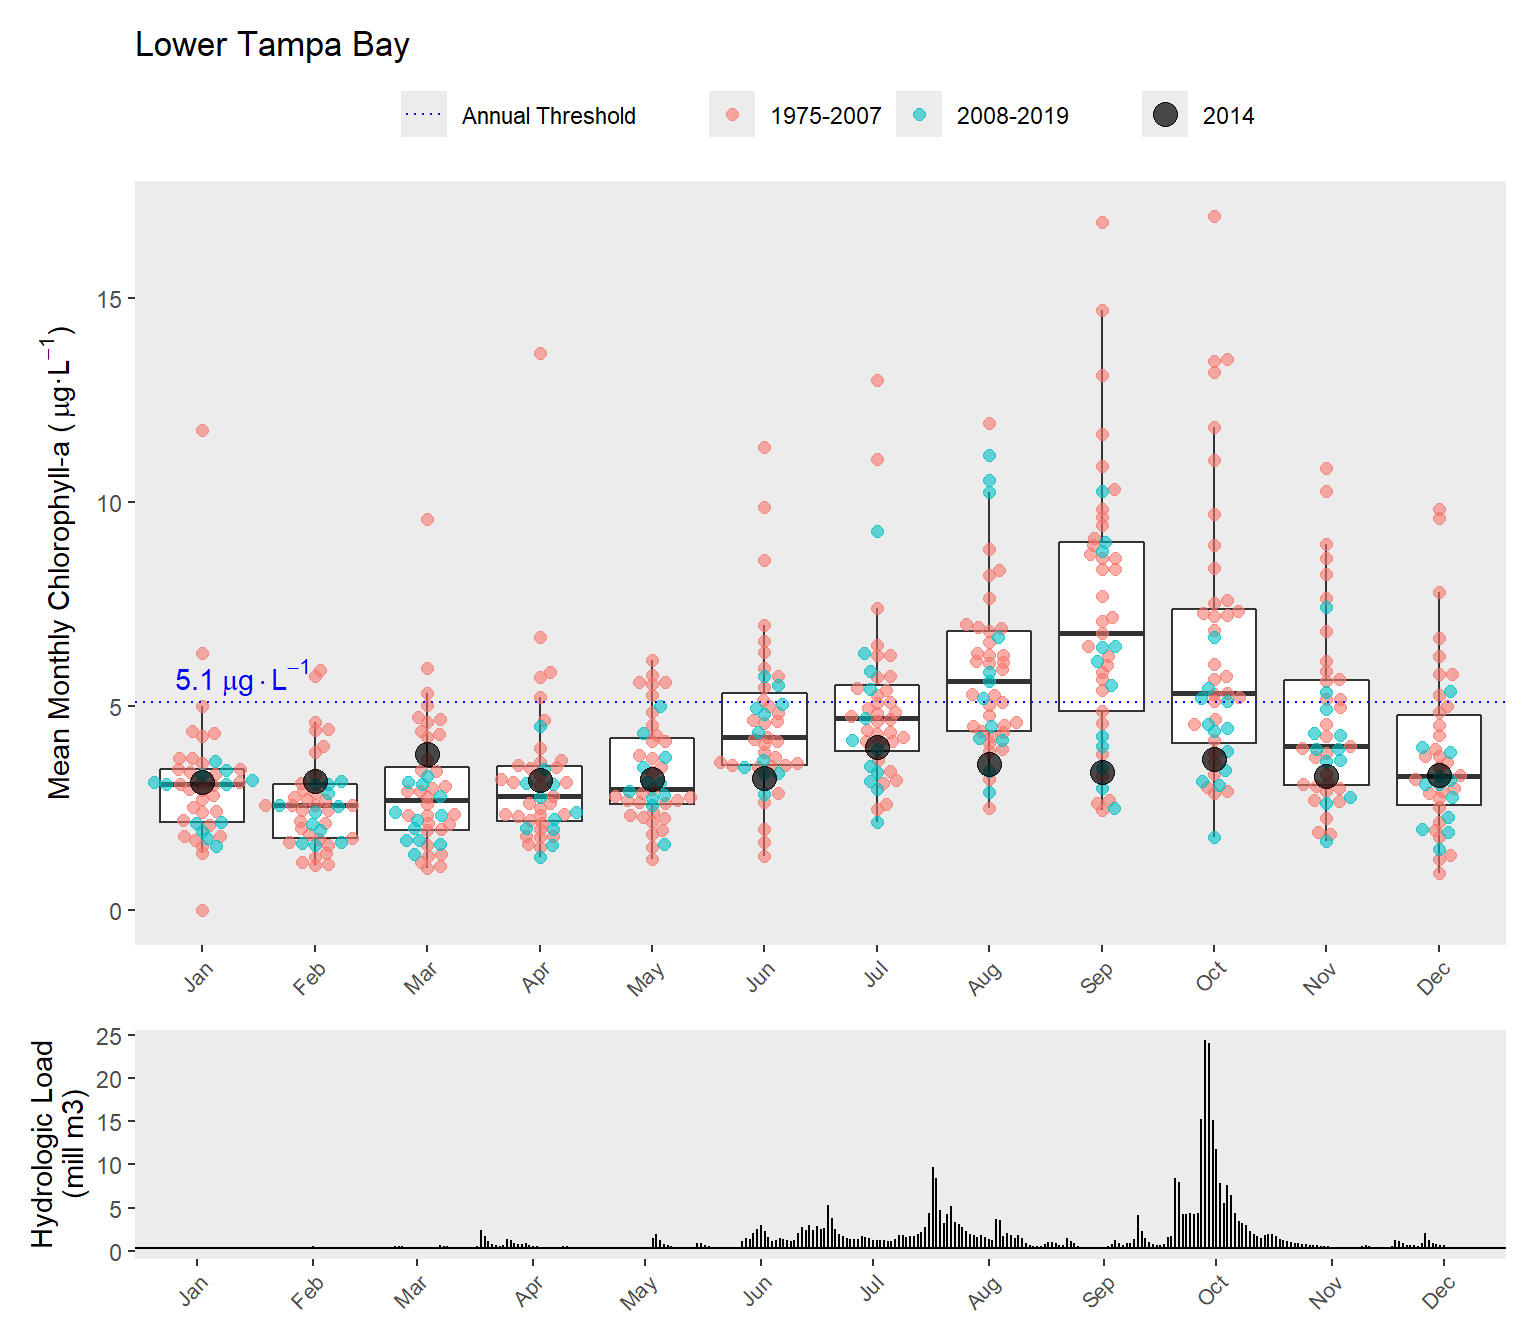 Lower Tampa Bay
Annual Threshold 1975-2007 2008-2019 2014
Mean Monthly Chlorophyll-a ( μg·L⁻¹)
15
10
5
0
5.1 μg·L⁻¹
Jan Feb Mar Apr May Jun Jul Aug Sep Oct Nov Dec
Hydrologic Load
(mill m3)
25
20
15
10
5
0
Jan Feb Mar Apr May Jun Jul Aug Sep Oct Nov Dec